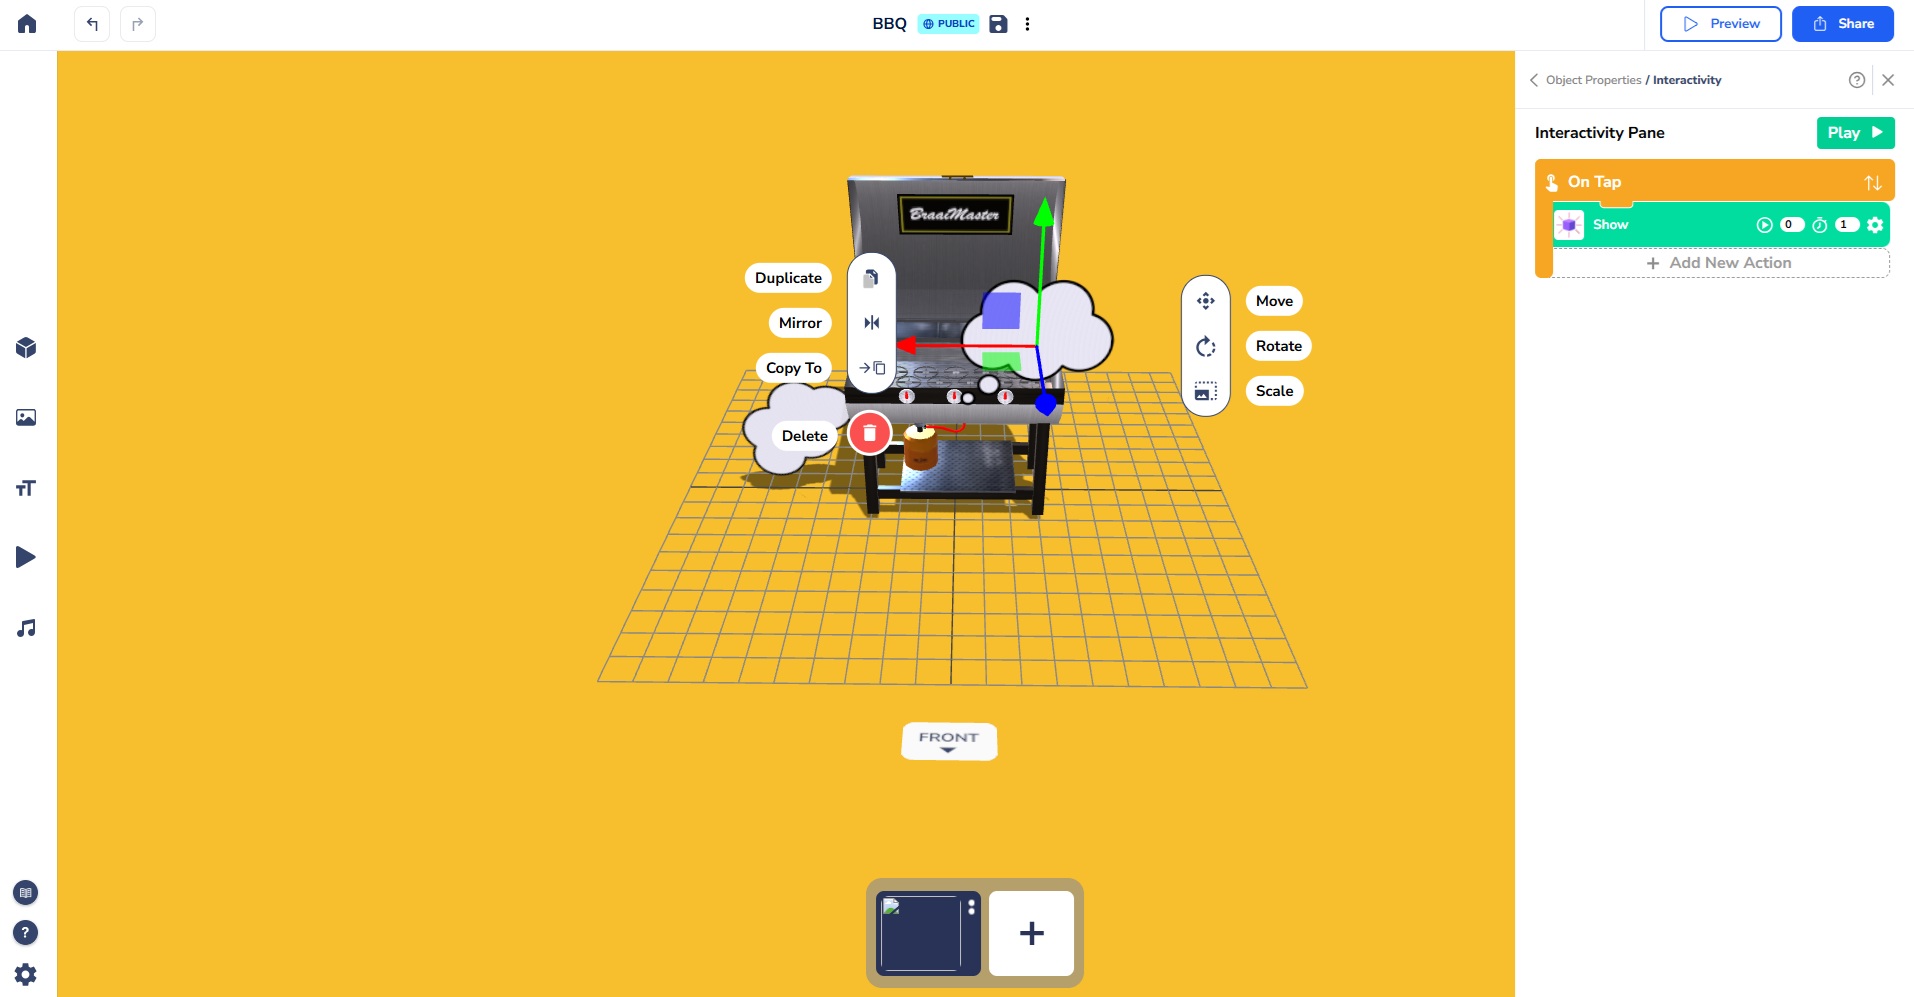 BBQ
PUBLIC
Preview
Share
Object Properties / Interactivity
Interactivity Pane
Play
On Tap
Show
0
1
+ Add New Action
BraaiMaster
Duplicate
Mirror
Copy To
Delete
Move
Rotate
Scale
FRONT